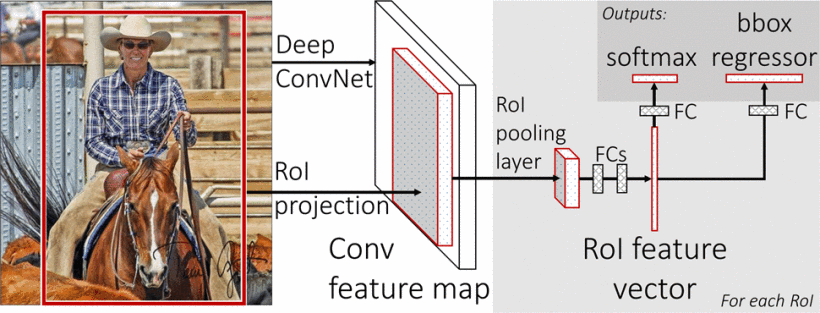 Deep
ConvNet
RoI
projection
Conv
feature map
RoI
pooling
layer
FCs
RoI feature
vector
Outputs:
softmax
bbox
regressor
FC
FC
For each RoI